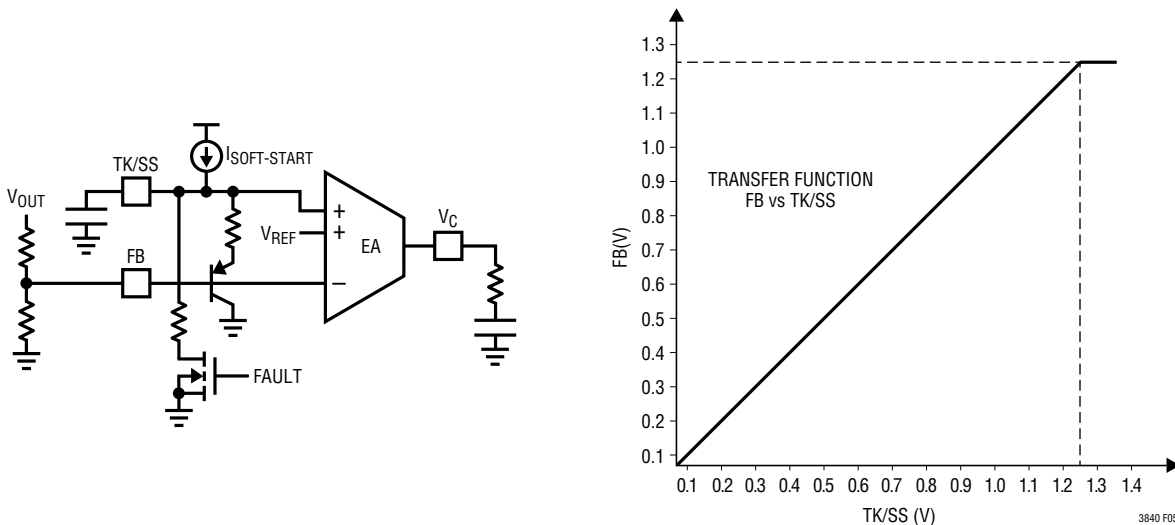 I_SOFT-START
TK/SS
V_OUT
V_REF
+
+
EA
V_C
FB
–
FAULT
1.3
1.2
1.1
1.0
0.9
0.8
0.7
0.6
0.5
0.4
0.3
0.2
0.1
FB(V)
TRANSFER FUNCTION
FB vs TK/SS
0.1 0.2 0.3 0.4 0.5 0.6 0.7 0.8 0.9 1.0 1.1 1.2 1.3 1.4
TK/SS (V)
3840 F05